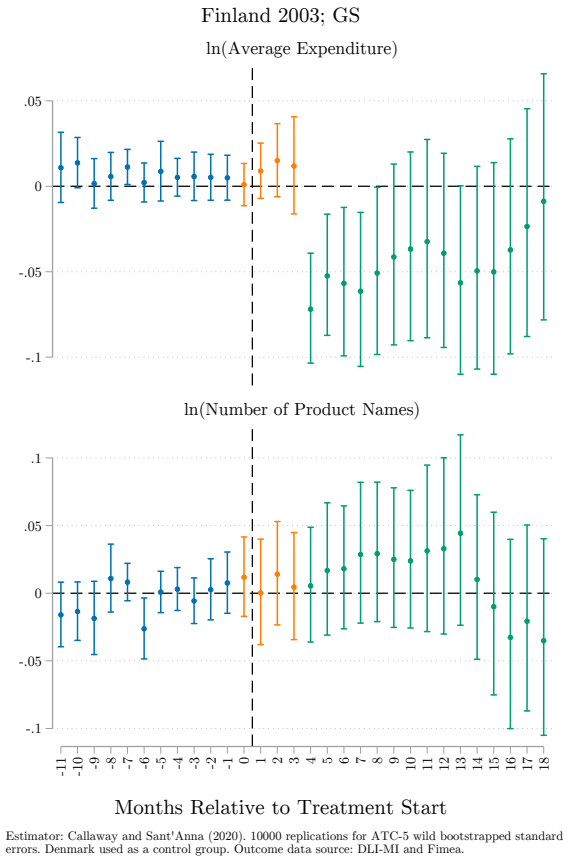 Finland 2003; GS
ln(Average Expenditure)
.05
0
-.05
-.1
ln(Number of Product Names)
.1
.05
0
-.05
-.1
-11 -10 -9 -8 -7 -6 -5 -4 -3 -2 -1 0 1 2 3 4 5 6 7 8 9 10 11 12 13 14 15 16 17 18
Months Relative to Treatment Start
Estimator: Callaway and Sant'Anna (2020). 10000 replications for ATC-5 wild bootstrapped standard
errors. Denmark used as a control group. Outcome data source: DLI-MI and Fimea.